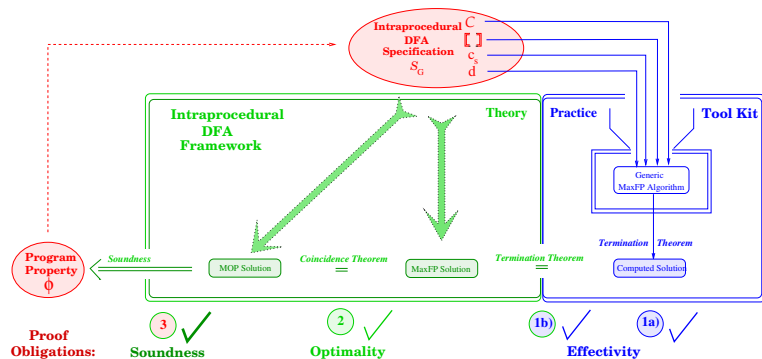 Intraprocedural C
DFA [[ ]]
Specification c_s
S_G d
Intraprocedural
DFA
Framework
Theory
Practice
Tool Kit
Generic
MaxFP Algorithm
Termination Theorem
Program
Property
ϕ
Soundness
MOP Solution
Coincidence Theorem
=
MaxFP Solution
Termination Theorem
=
Computed Solution
Proof
Obligations:
3
Soundness
2
Optimality
1b)
1a)
Effectivity